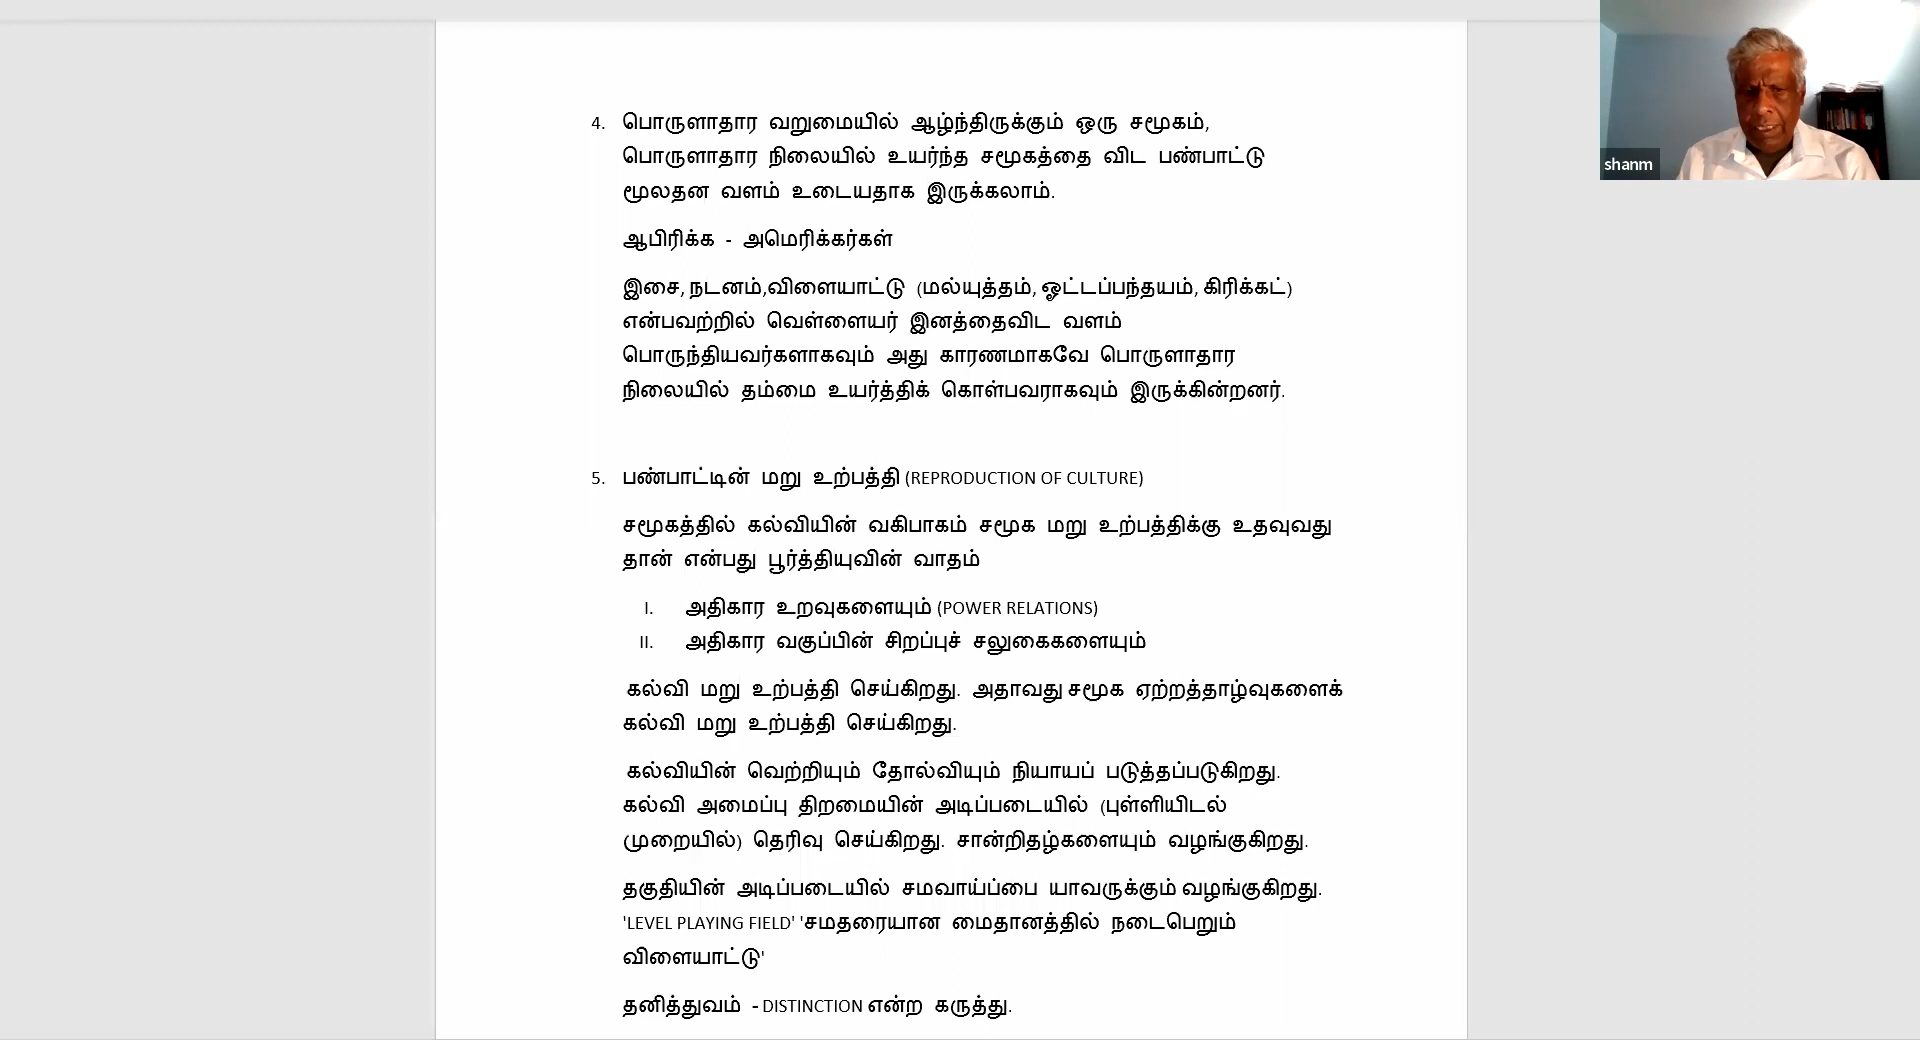 4. பொருளாதார வறுமையில் ஆழ்ந்திருக்கும் ஒரு சமூகம்,
பொருளாதார நிலையில் உயர்ந்த சமூகத்தை விட பண்பாட்டு
மூலதன வளம் உடையதாக இருக்கலாம்.
ஆபிரிக்க - அமெரிக்கர்கள்
இசை, நடனம்,விளையாட்டு (மல்யுத்தம், ஓட்டப்பந்தயம், கிரிக்கட்)
என்பவற்றில் வெள்ளையர் இனத்தைவிட வளம்
பொருந்தியவர்களாகவும் அது காரணமாகவே பொருளாதார
நிலையில் தம்மை உயர்த்திக் கொள்பவராகவும் இருக்கின்றனர்.
5. பண்பாட்டின் மறு உற்பத்தி (REPRODUCTION OF CULTURE)
சமூகத்தில் கல்வியின் வகிபாகம் சமூக மறு உற்பத்திக்கு உதவுவது
தான் என்பது பூர்த்தியுவின் வாதம்
I. அதிகார உறவுகளையும் (POWER RELATIONS)
II. அதிகார வகுப்பின் சிறப்புச் சலுகைகளையும்
கல்வி மறு உற்பத்தி செய்கிறது. அதாவது சமூக ஏற்றத்தாழ்வுகளைக்
கல்வி மறு உற்பத்தி செய்கிறது.
கல்வியின் வெற்றியும் தோல்வியும் நியாயப் படுத்தப்படுகிறது.
கல்வி அமைப்பு திறமையின் அடிப்படையில் (புள்ளியிடல்
முறையில்) தெரிவு செய்கிறது. சான்றிதழ்களையும் வழங்குகிறது.
தகுதியின் அடிப்படையில் சமவாய்ப்பை யாவருக்கும் வழங்குகிறது.
'LEVEL PLAYING FIELD' 'சமதரையான மைதானத்தில் நடைபெறும்
விளையாட்டு'
தனித்துவம் - DISTINCTION என்ற கருத்து.
shanm